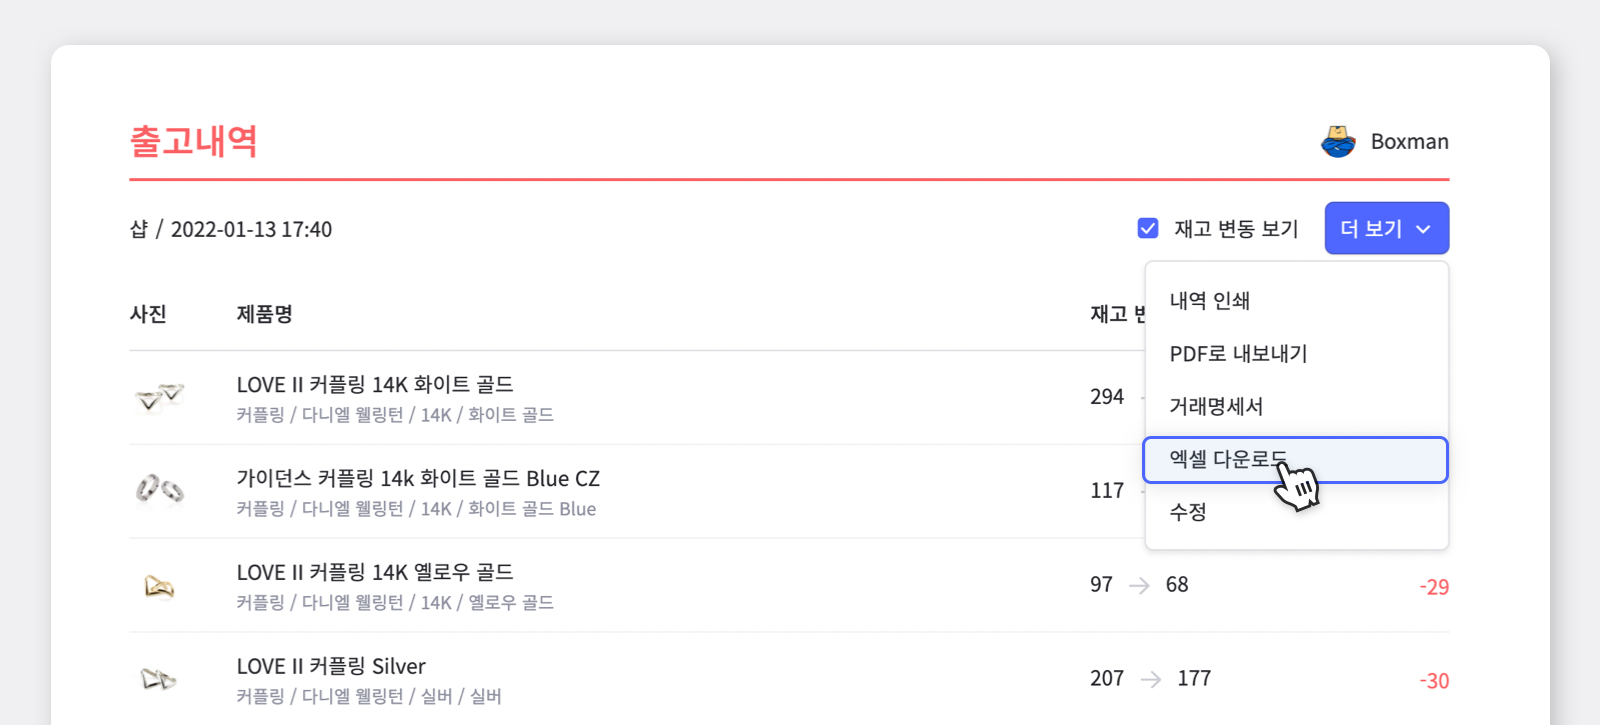 출고내역
Boxman
샵 / 2022-01-13 17:40
재고 변동 보기
더 보기
내역 인쇄
PDF로 내보내기
거래명세서
엑셀 다운로드
수정
사진 제품명 재고
LOVE II 커플링 14K 화이트 골드
커플링 / 다니엘 웰링턴 / 14K / 화이트 골드
294
가이던스 커플링 14k 화이트 골드 Blue CZ
커플링 / 다니엘 웰링턴 / 14K / 화이트 골드 Blue
117
LOVE II 커플링 14K 옐로우 골드
커플링 / 다니엘 웰링턴 / 14K / 옐로우 골드
97 → 68 -29
LOVE II 커플링 Silver
커플링 / 다니엘 웰링턴 / 실버 / 실버
207 → 177 -30